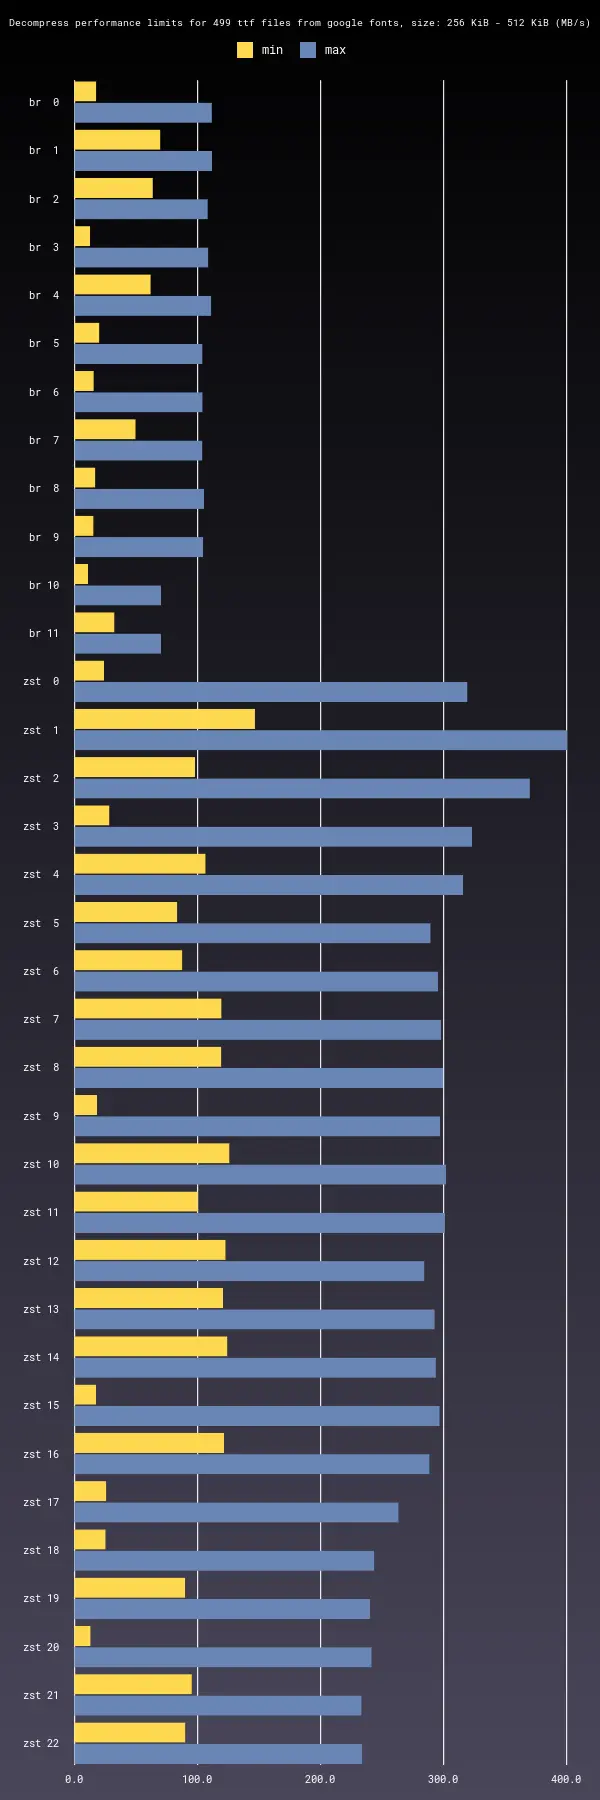 Decompress performance limits for 499 ttf files from google fonts, size: 256 KiB - 512 KiB (MB/s)
min max
br 0
br 1
br 2
br 3
br 4
br 5
br 6
br 7
br 8
br 9
br 10
br 11
zst 0
zst 1
zst 2
zst 3
zst 4
zst 5
zst 6
zst 7
zst 8
zst 9
zst 10
zst 11
zst 12
zst 13
zst 14
zst 15
zst 16
zst 17
zst 18
zst 19
zst 20
zst 21
zst 22
0.0 100.0 200.0 300.0 400.0